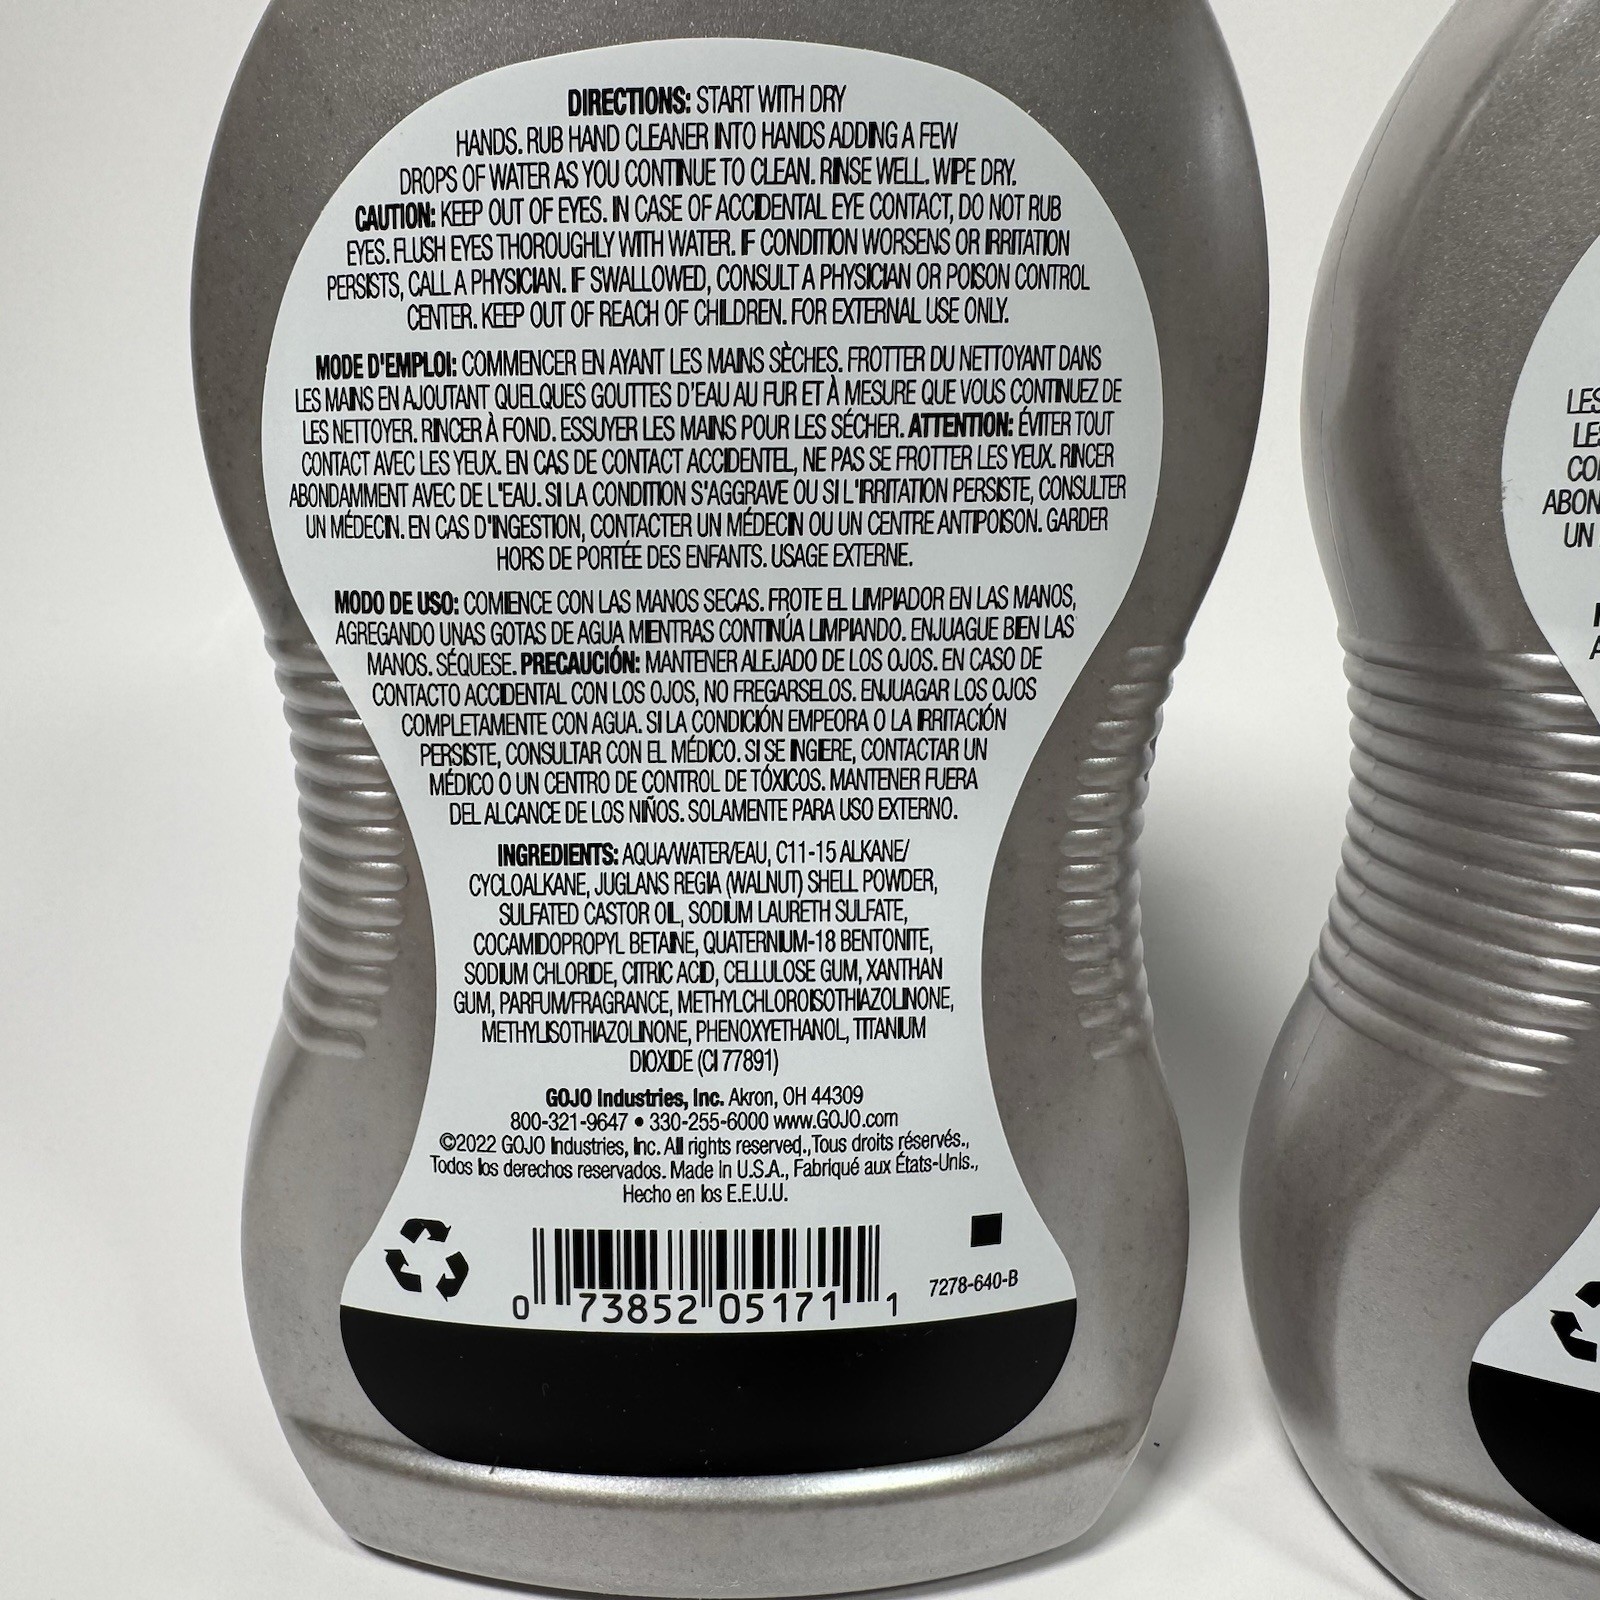 DIRECTIONS: START WITH DRY
HANDS. RUB HAND CLEANER INTO HANDS ADDING A FEW
DROPS OF WATER AS YOU CONTINUE TO CLEAN. RINSE WELL. WIPE DRY.
CAUTION: KEEP OUT OF EYES. IN CASE OF ACCIDENTAL EYE CONTACT, DO NOT RUB
EYES. FLUSH EYES THOROUGHLY WITH WATER. IF CONDITION WORSENS OR IRRITATION
PERSISTS, CALL A PHYSICIAN. IF SWALLOWED, CONSULT A PHYSICIAN OR POISON CONTROL
CENTER. KEEP OUT OF REACH OF CHILDREN. FOR EXTERNAL USE ONLY.
MODE D'EMPLOI: COMMENCER EN AYANT LES MAINS SÈCHES. FROTTER DU NETTOYANT DANS
LES MAINS EN AJOUTANT QUELQUES GOUTTES D'EAU AU FUR ET À MESURE QUE VOUS CONTINUEZ DE
LES NETTOYER. RINCER À FOND. ESSUYER LES MAINS POUR LES SÉCHER. ATTENTION: ÉVITER TOUT
CONTACT AVEC LES YEUX. EN CAS DE CONTACT ACCIDENTEL, NE PAS SE FROTTER LES YEUX. RINCER
ABONDAMMENT AVEC DE L'EAU. SI LA CONDITION S'AGGRAVE OU SI L'IRRITATION PERSISTE, CONSULTER
UN MÉDECIN. EN CAS D'INGESTION, CONTACTER UN MÉDECIN OU UN CENTRE ANTIPOISON. GARDER
HORS DE PORTÉE DES ENFANTS. USAGE EXTERNE.
MODO DE USO: COMIENCE CON LAS MANOS SECAS. FROTE EL LIMPIADOR EN LAS MANOS,
AGREGANDO UNAS GOTAS DE AGUA MIENTRAS CONTINÚA LIMPIANDO. ENJUAGUE BIEN LAS
MANOS. SÉQUESE. PRECAUCIÓN: MANTENER ALEJADO DE LOS OJOS. EN CASO DE
CONTACTO ACCIDENTAL CON LOS OJOS, NO FREGARSELOS. ENJUAGAR LOS OJOS
COMPLETAMENTE CON AGUA. SI LA CONDICIÓN EMPEORA O LA IRRITACIÓN
PERSISTE, CONSULTAR CON EL MÉDICO. SI SE INGIERE, CONTACTAR UN
MÉDICO O UN CENTRO DE CONTROL DE TÓXICOS. MANTENER FUERA
DEL ALCANCE DE LOS NIÑOS. SOLAMENTE PARA USO EXTERNO.
INGREDIENTS: AQUA/WATER/EAU, C11-15 ALKANE/
CYCLOALKANE, JUGLANS REGIA (WALNUT) SHELL POWDER,
SULFATED CASTOR OIL, SODIUM LAURETH SULFATE,
COCAMIDOPROPYL BETAINE, QUATERNIUM-18 BENTONITE,
SODIUM CHLORIDE, CITRIC ACID, CELLULOSE GUM, XANTHAN
GUM, PARFUM/FRAGRANCE, METHYLCHLOROISOTHIAZOLINONE,
METHYLISOTHIAZOLINONE, PHENOXYETHANOL, TITANIUM
DIOXIDE (CI 77891)
GOJO Industries, Inc. Akron, OH 44309
800-321-9647 • 330-255-6000 www.GOJO.com
©2022 GOJO Industries, Inc. All rights reserved.,Tous droits réservés.,
Todos los derechos reservados. Made in U.S.A., Fabriqué aux États-Unis.,
Hecho en los E.E.U.U.
0 73852 05171 1
7278-640-B
LES
UN